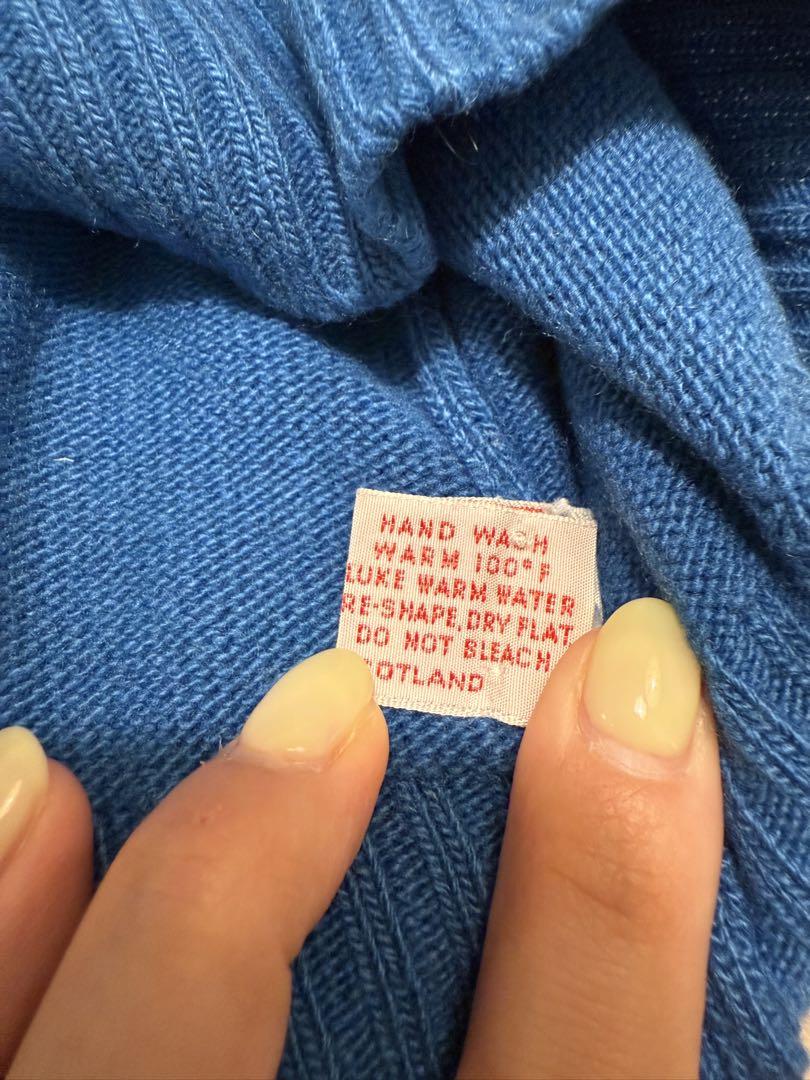 HAND WASH
WARM 100° F
LUKE WARM WATER
RE-SHAPE, DRY FLAT
DO NOT BLEACH
OTLAND